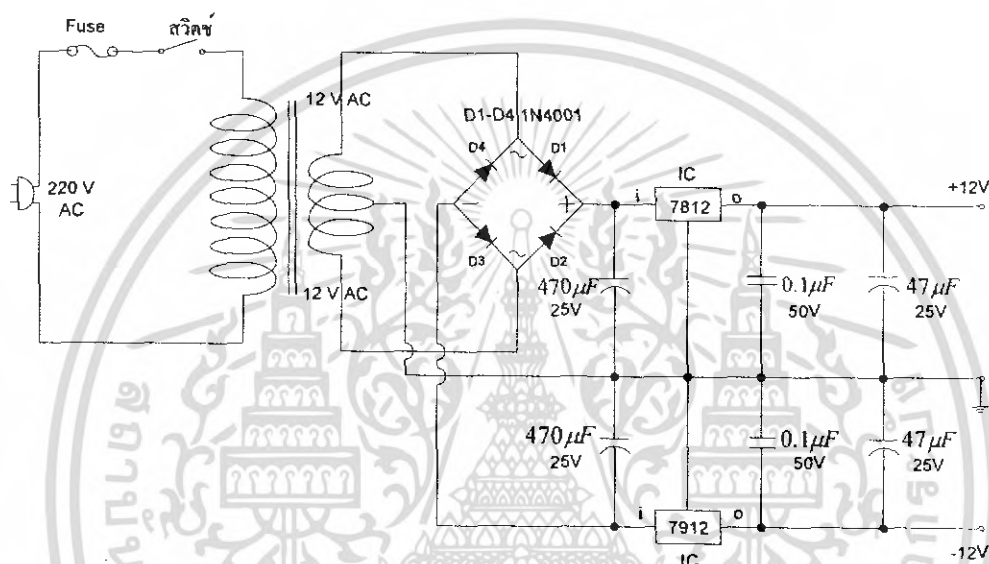 Fuse
สวิตช์
12 V AC
D1-D4 1N4001
D4
D1
IC
220 V
AC
i
7812
o
+12V
D3
D2
470µF
25V
0.1µF
50V
47µF
25V
12 V AC
470µF
25V
0.1µF
50V
47µF
25V
i
7912
o
IC
-12V